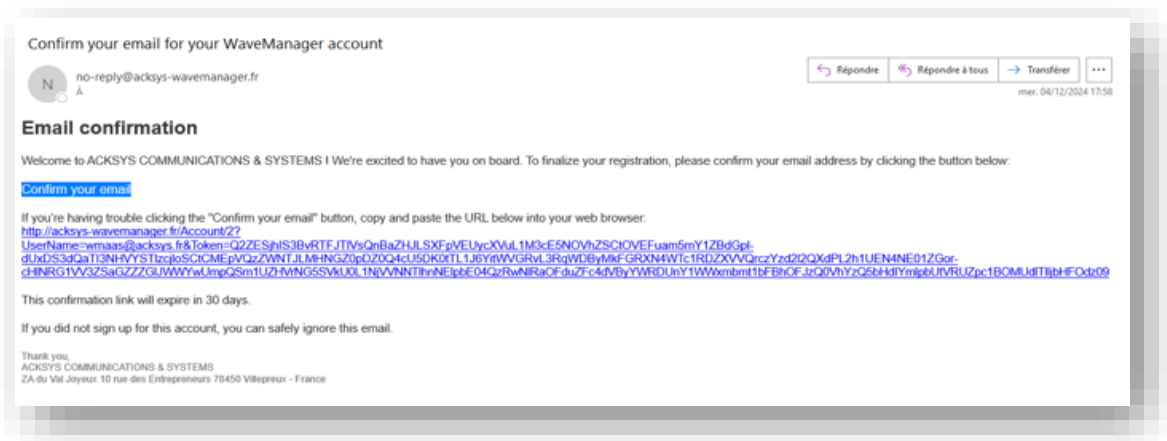 Confirm your email for your WaveManager account
N
no-reply@acksys-wavemanager.fr
À
Répondre
Répondre à tous
Transférer
mer. 04/12/2024 17:58
Email confirmation
Welcome to ACKSYS COMMUNICATIONS & SYSTEMS ! We're excited to have you on board. To finalize your registration, please confirm your email address by clicking the button below:
Confirm your email
If you're having trouble clicking the "Confirm your email" button, copy and paste the URL below into your web browser:
http://acksys-wavemanager.fr/Account/2?
This confirmation link will expire in 30 days.
If you did not sign up for this account, you can safely ignore this email.
Thank you,
ACKSYS COMMUNICATIONS & SYSTEMS
ZA du Val Joyeux 10 rue des Entrepreneurs 78450 Villepreux - France